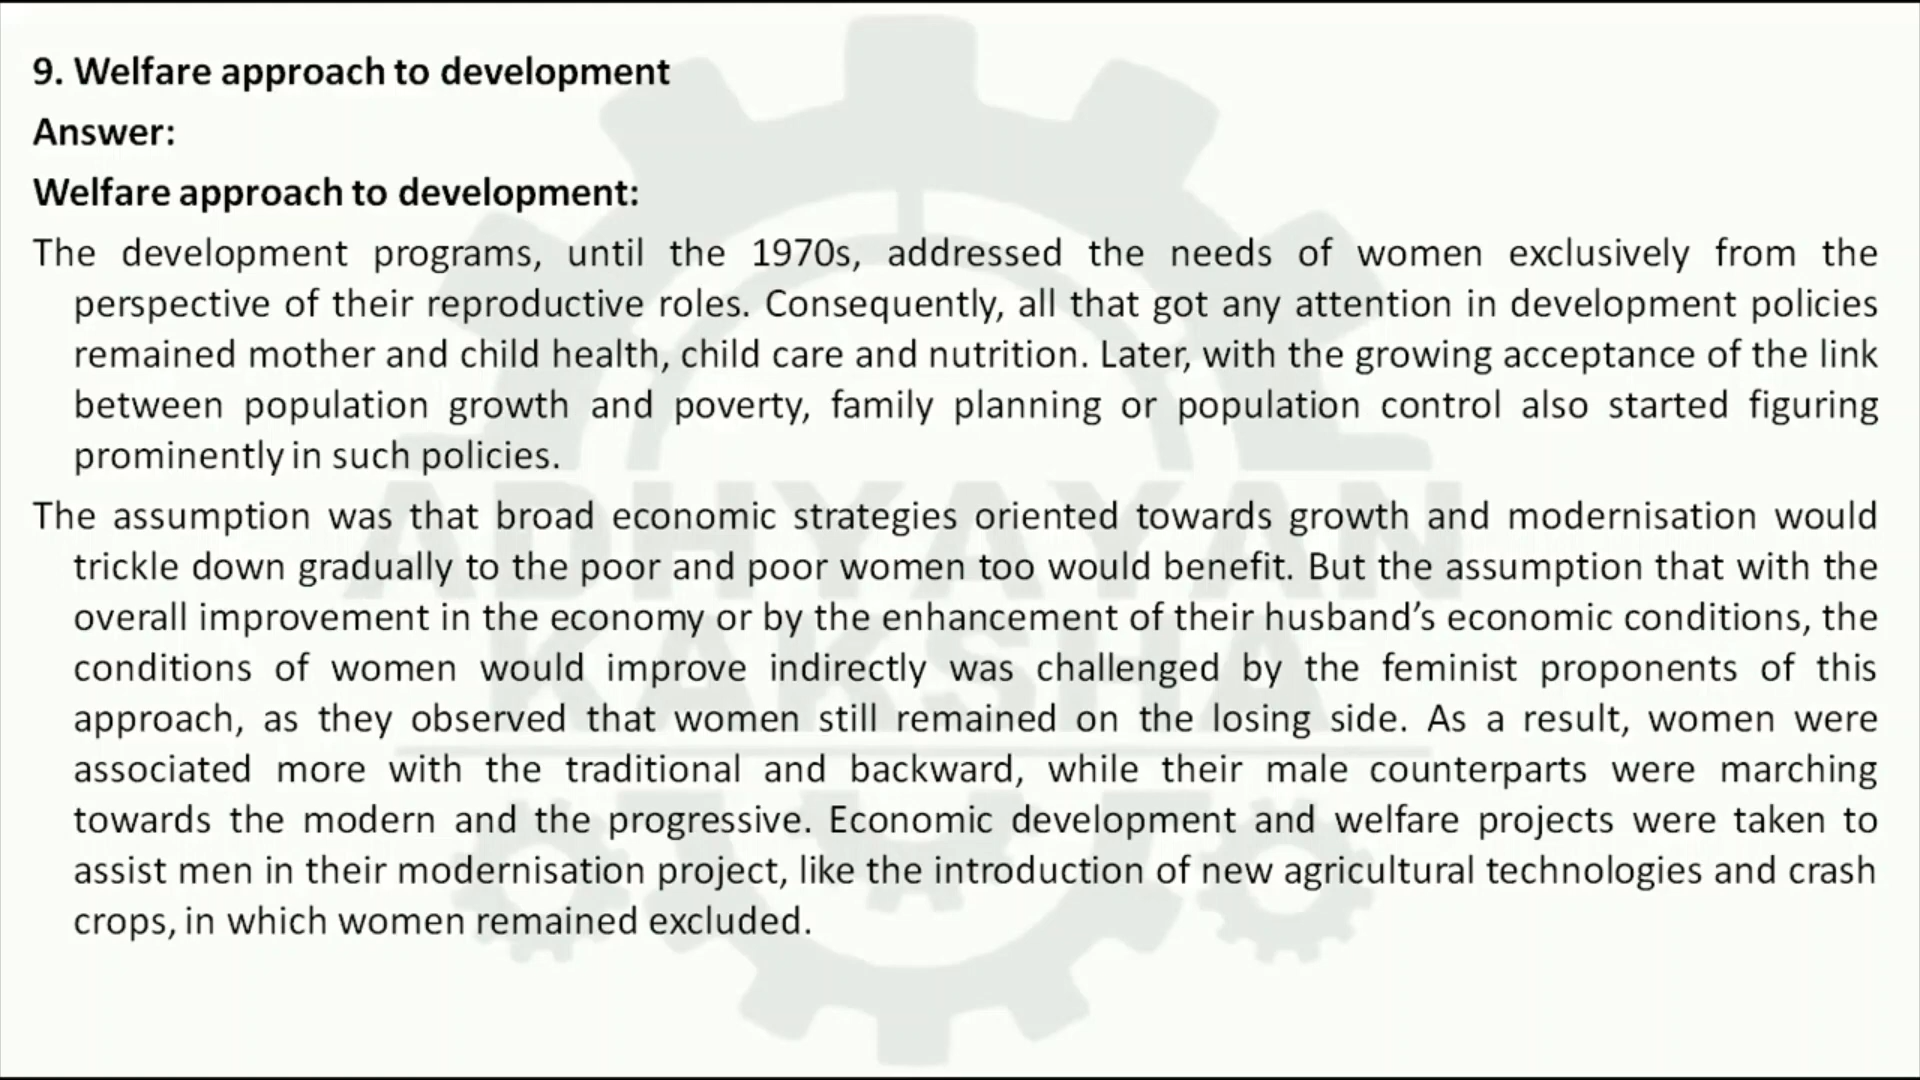 9. Welfare approach to development
Answer:
Welfare approach to development:
The development programs, until the 1970s, addressed the needs of women exclusively from the
perspective of their reproductive roles. Consequently, all that got any attention in development policies
remained mother and child health, child care and nutrition. Later, with the growing acceptance of the link
between population growth and poverty, family planning or population control also started figuring
prominently in such policies.
The assumption was that broad economic strategies oriented towards growth and modernisation would
trickle down gradually to the poor and poor women too would benefit. But the assumption that with the
overall improvement in the economy or by the enhancement of their husband’s economic conditions, the
conditions of women would improve indirectly was challenged by the feminist proponents of this
approach, as they observed that women still remained on the losing side. As a result, women were
associated more with the traditional and backward, while their male counterparts were marching
towards the modern and the progressive. Economic development and welfare projects were taken to
assist men in their modernisation project, like the introduction of new agricultural technologies and crash
crops, in which women remained excluded.
ADHYAYAN
KAKSHA